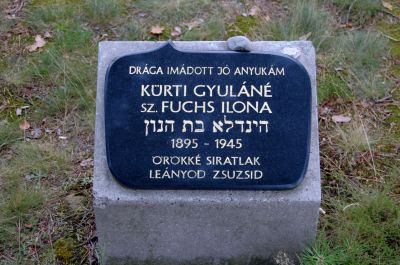 DRÁGA IMÁDOTT JÓ ANYUKÁM
KÜRTI GYULÁNÉ
SZ. FUCHS ILONA
הינדלא בת הנון
1895 - 1945
ÖRÖKKÉ SIRATLAK
LEÁNYOD ZSUZSID